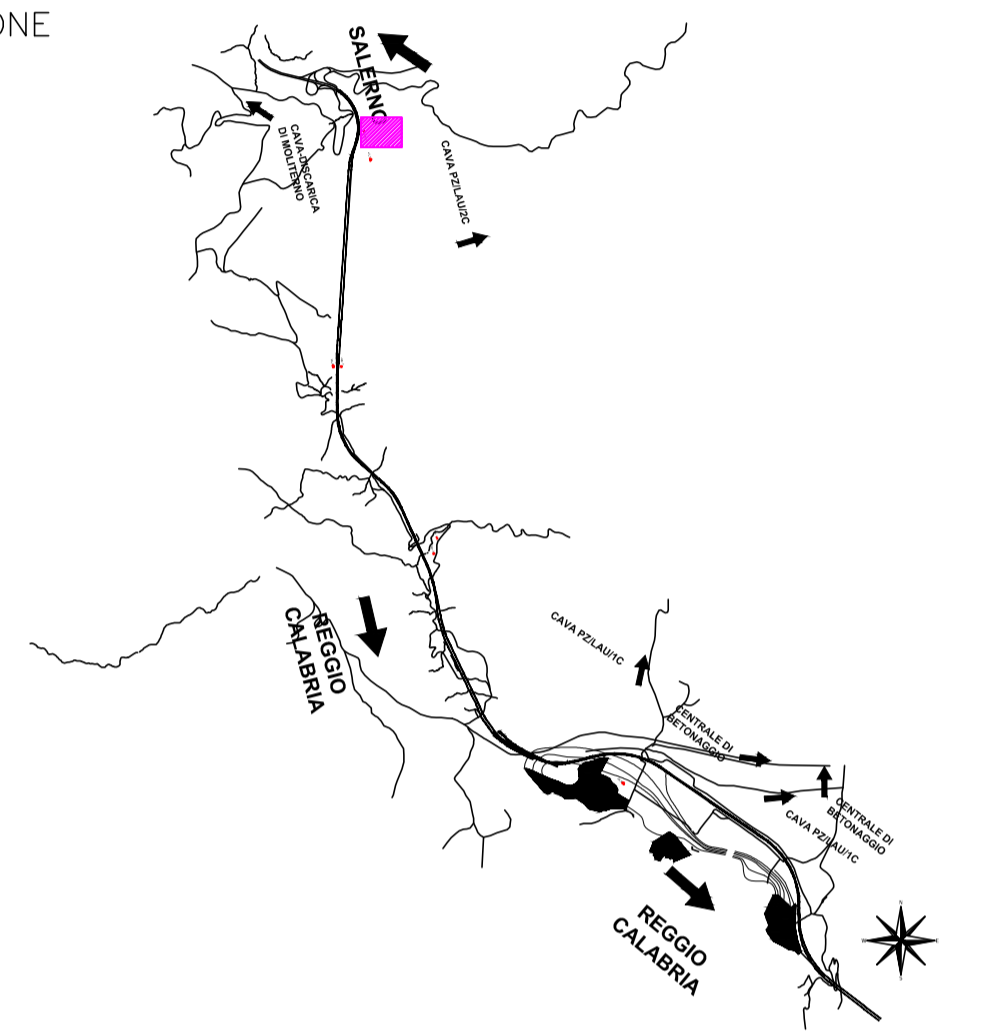 ONE
SALERNO
CAVA-DISCARICA
DI MOLITERNO
CAVA PZ/LAU/2C
REGGIO
CALABRIA
CAVA PZ/LAU/1C
CENTRALE DI
BETONAGGIO
CENTRALE DI
BETONAGGIO
CAVA PZ/LAU/1C
REGGIO
CALABRIA
N
W
E
S